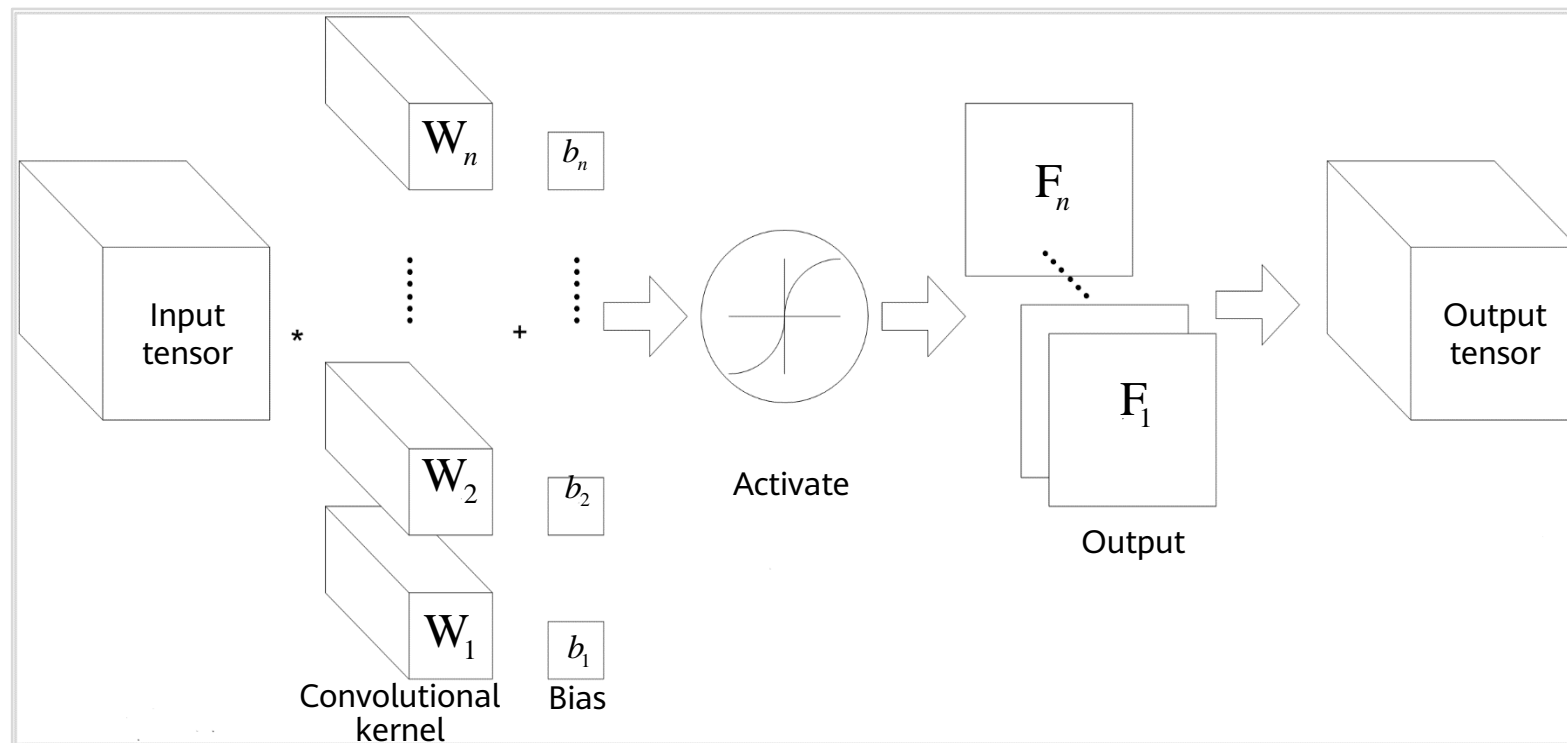 W_n
b_n
F_n
Input
tensor
*
+
Output
tensor
F_1
W_2
b_2
Activate
Output
W_1
b_1
Convolutional
kernel
Bias